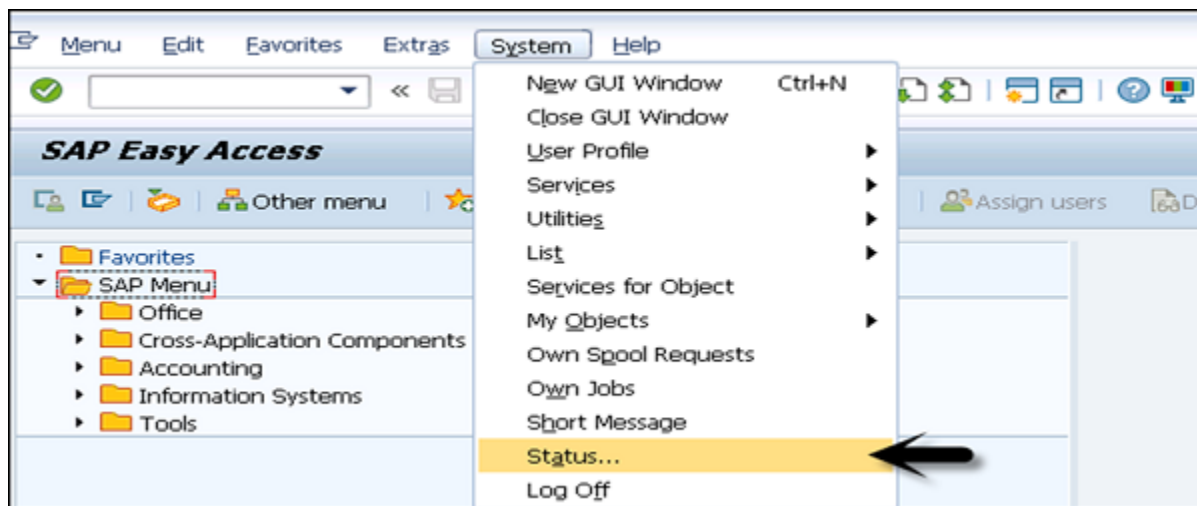 Menu Edit Favorites Extras System Help
New GUI Window Ctrl+N
Close GUI Window
SAP Easy Access
User Profile
Services
Other menu
Assign users
D
Utilities
List
Favorites
SAP Menu
Services for Object
Office
My Objects
Cross-Application Components
Own Spool Requests
Accounting
Own Jobs
Information Systems
Short Message
Tools
Status...
Log Off